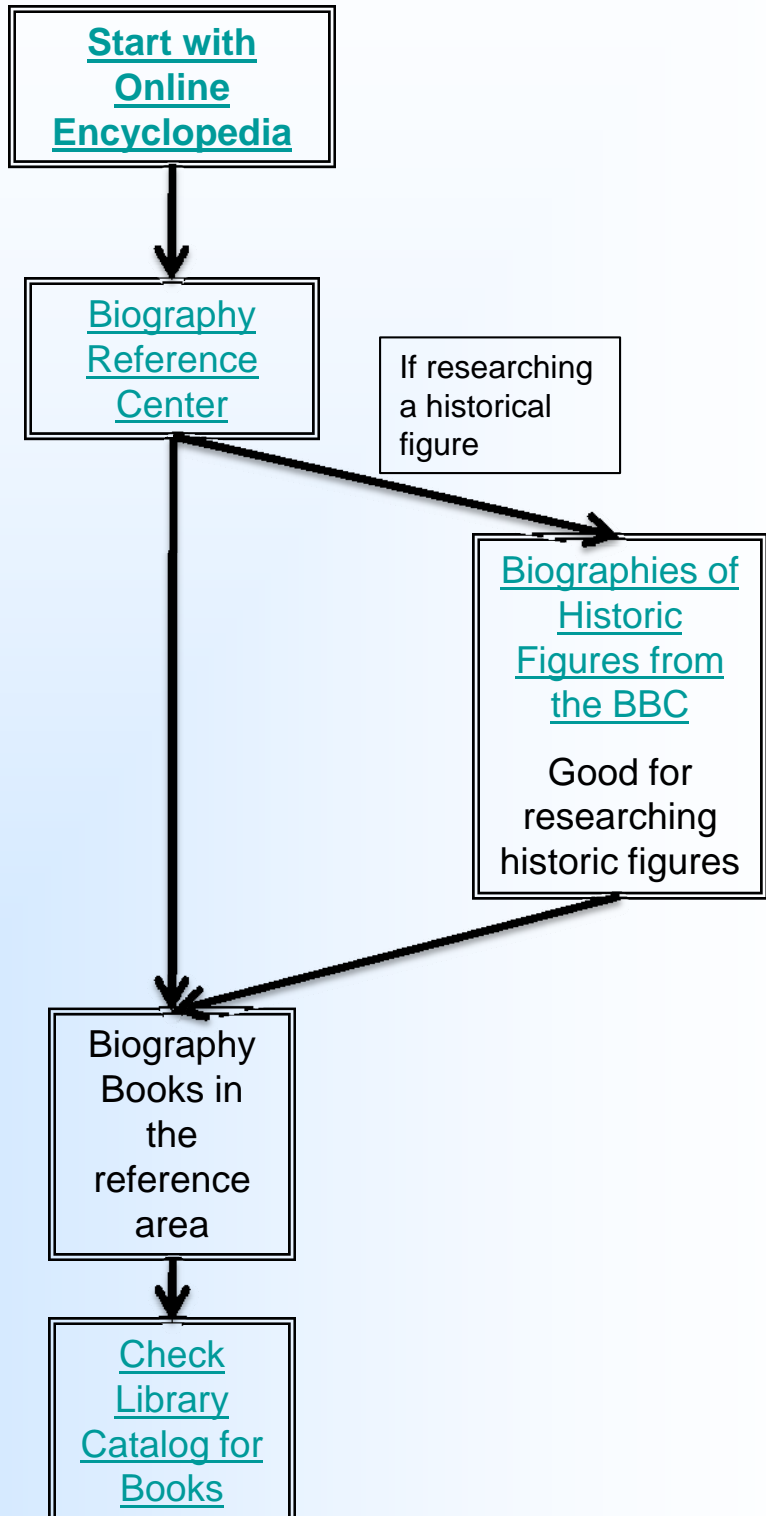 Start with
Online
Encyclopedia
Biography
Reference
Center
If researching
a historical
figure
Biographies of
Historic
Figures from
the BBC
Good for
researching
historic figures
Biography
Books in
the
reference
area
Check
Library
Catalog for
Books